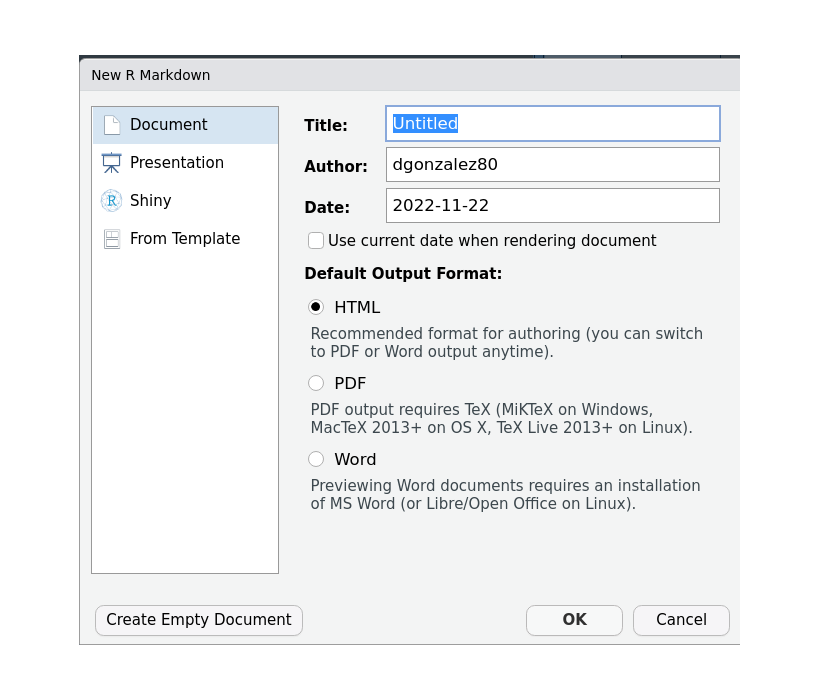 New R Markdown
Document
Presentation
Shiny
From Template
Title: Untitled
Author: dgonzalez80
Date: 2022-11-22
Use current date when rendering document
Default Output Format:
HTML
Recommended format for authoring (you can switch
to PDF or Word output anytime).
PDF
PDF output requires TeX (MiKTeX on Windows,
MacTeX 2013+ on OS X, TeX Live 2013+ on Linux).
Word
Previewing Word documents requires an installation
of MS Word (or Libre/Open Office on Linux).
Create Empty Document
OK
Cancel